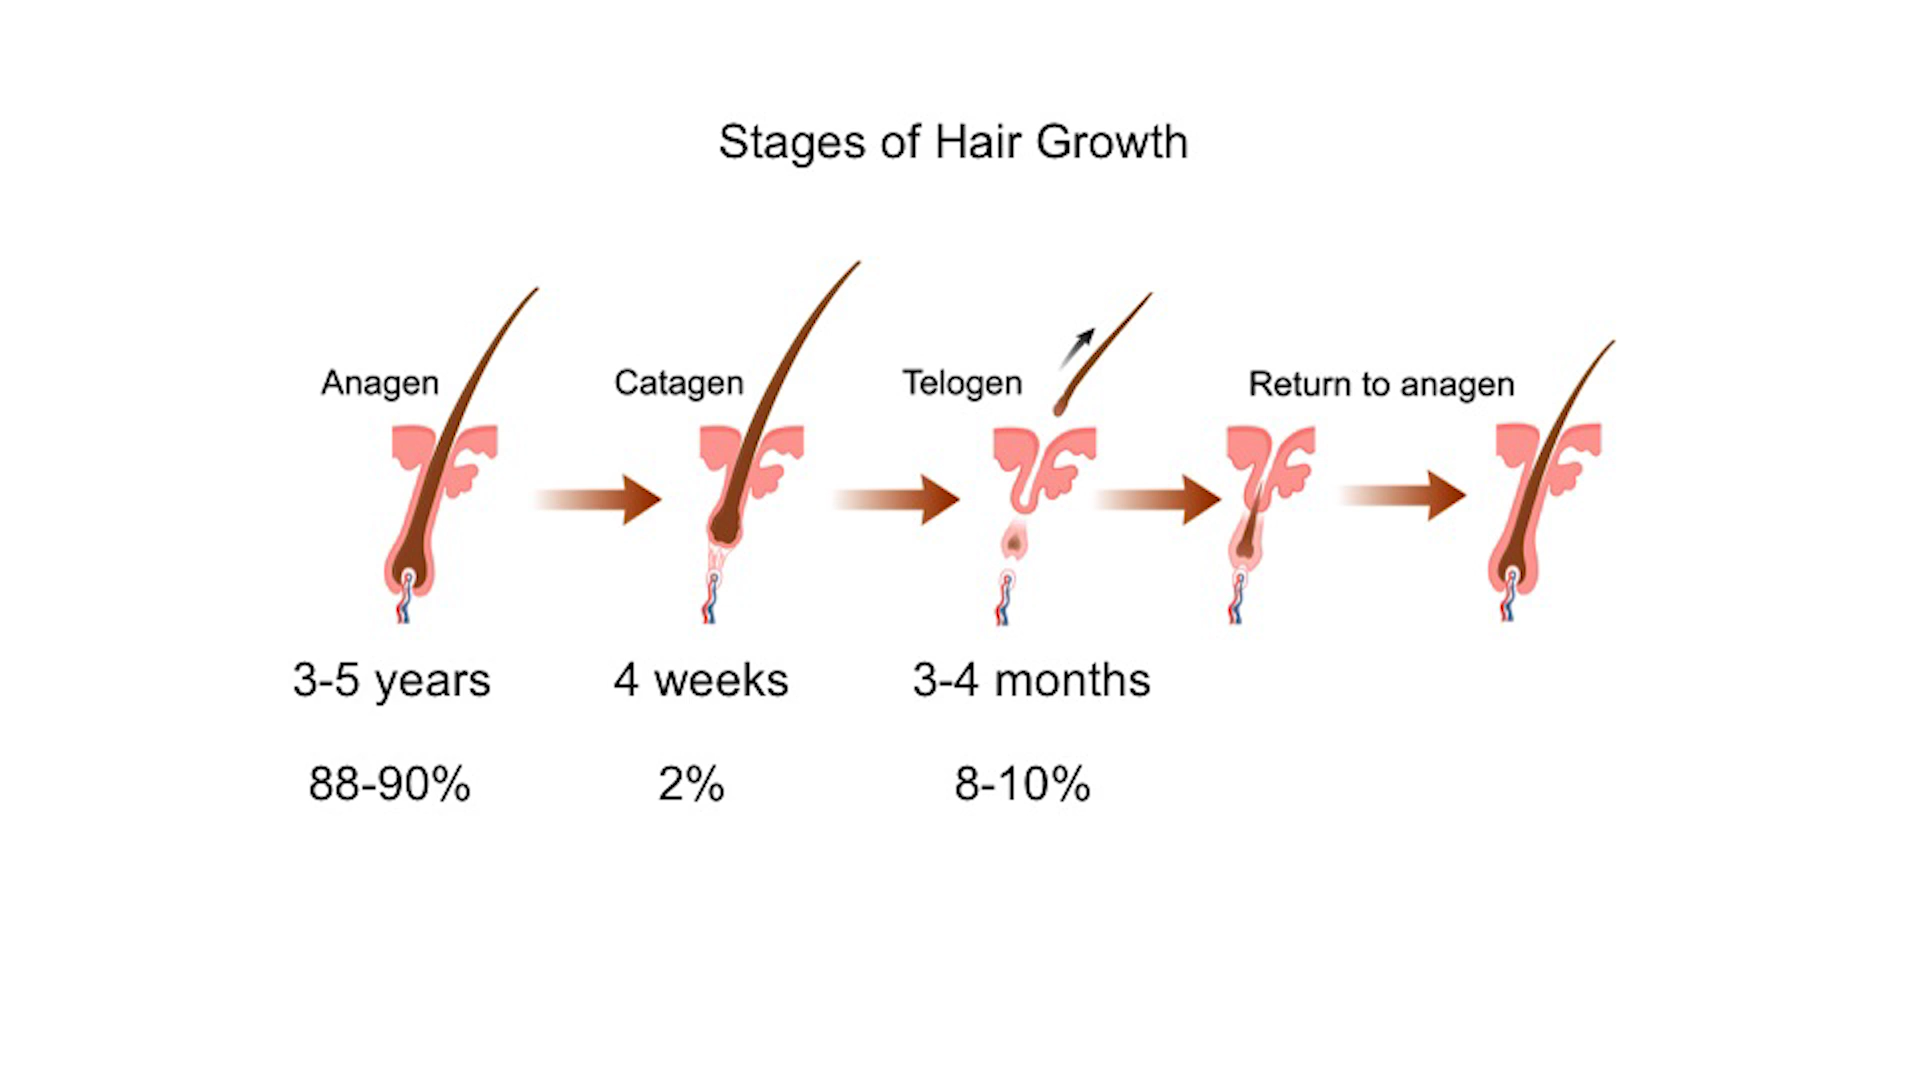 Stages of Hair Growth
Anagen
Catagen
Telogen
Return to anagen
3-5 years
4 weeks
3-4 months
88-90%
2%
8-10%